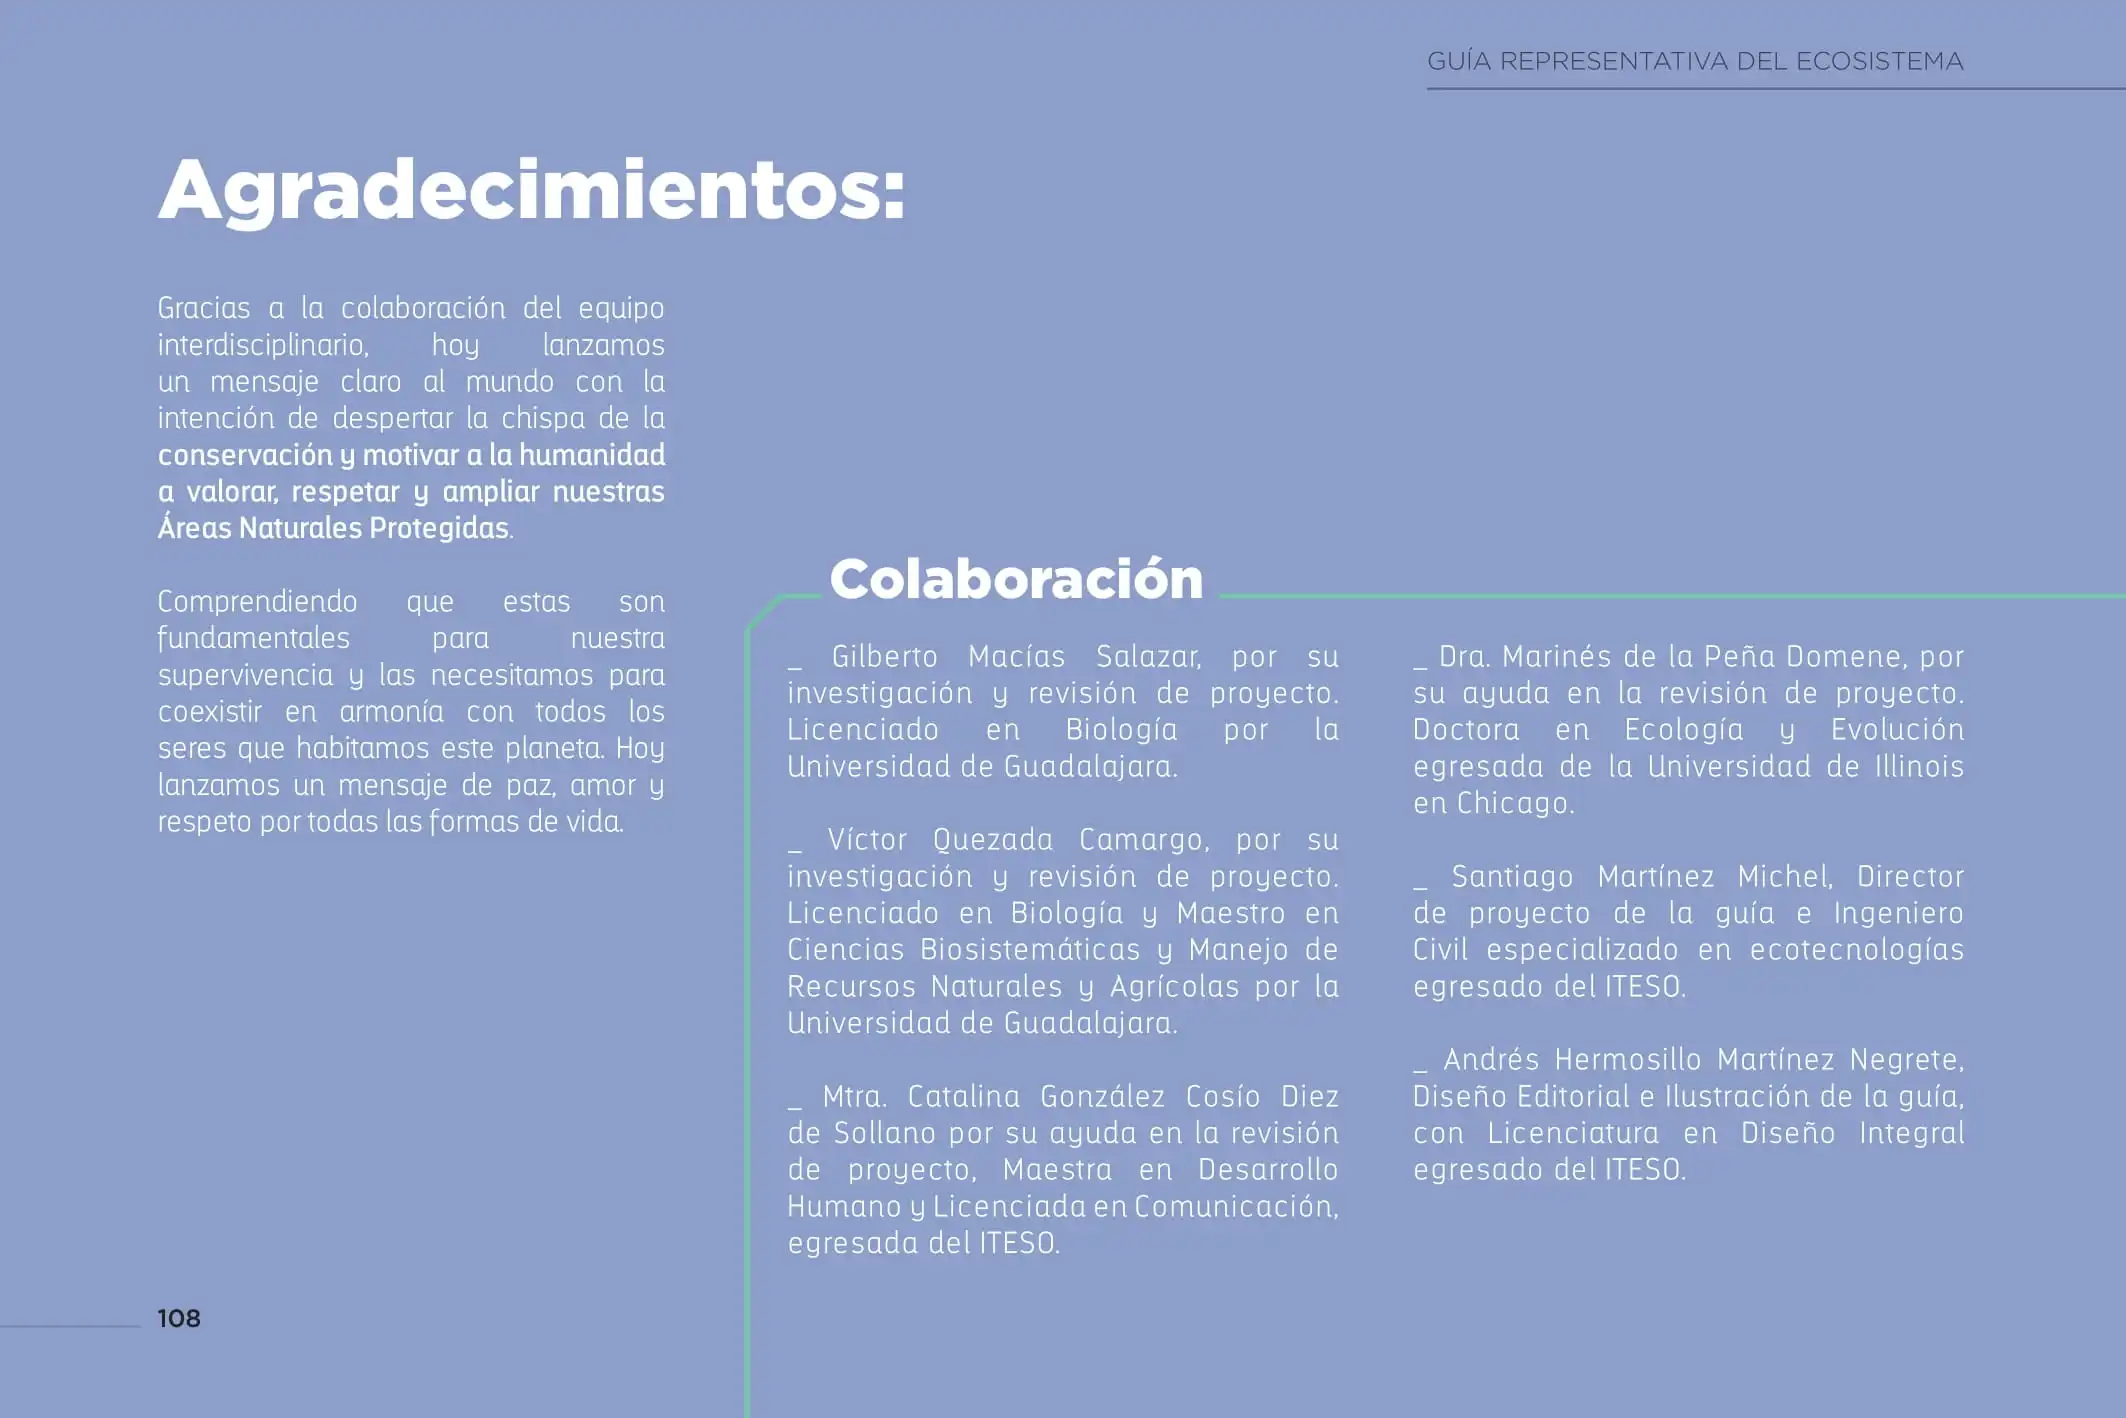 GUÍA REPRESENTATIVA DEL ECOSISTEMA
Agradecimientos:
Gracias a la colaboración del equipo
interdisciplinario, hoy lanzamos
un mensaje claro al mundo con la
intención de despertar la chispa de la
conservación y motivar a la humanidad
a valorar, respetar y ampliar nuestras
Áreas Naturales Protegidas.
Comprendiendo que estas son
fundamentales para nuestra
supervivencia y las necesitamos para
coexistir en armonía con todos los
seres que habitamos este planeta. Hoy
lanzamos un mensaje de paz, amor y
respeto por todas las formas de vida.
Colaboración
_ Gilberto Macías Salazar, por su
investigación y revisión de proyecto.
Licenciado en Biología por la
Universidad de Guadalajara.
_ Víctor Quezada Camargo, por su
investigación y revisión de proyecto.
Licenciado en Biología y Maestro en
Ciencias Biosistemáticas y Manejo de
Recursos Naturales y Agrícolas por la
Universidad de Guadalajara.
_ Mtra. Catalina González Cosío Diez
de Sollano por su ayuda en la revisión
de proyecto, Maestra en Desarrollo
Humano y Licenciada en Comunicación,
egresada del ITESO.
_ Dra. Marinés de la Peña Domene, por
su ayuda en la revisión de proyecto.
Doctora en Ecología y Evolución
egresada de la Universidad de Illinois
en Chicago.
_ Santiago Martínez Michel, Director
de proyecto de la guía e Ingeniero
Civil especializado en ecotecnologías
egresado del ITESO.
_ Andrés Hermosillo Martínez Negrete,
Diseño Editorial e Ilustración de la guía,
con Licenciatura en Diseño Integral
egresado del ITESO.
108